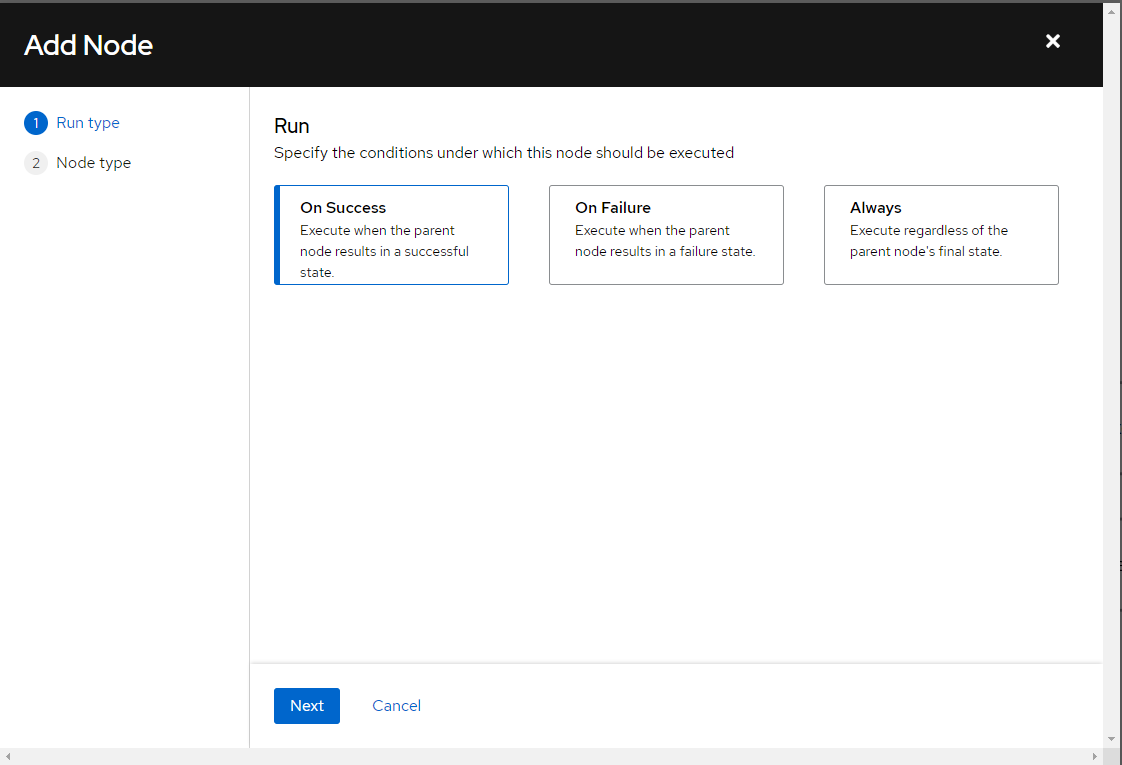 Add Node
1 Run type
2 Node type
Run
Specify the conditions under which this node should be executed
On Success
Execute when the parent
node results in a successful
state.
On Failure
Execute when the parent
node results in a failure state.
Always
Execute regardless of the
parent node's final state.
Next
Cancel